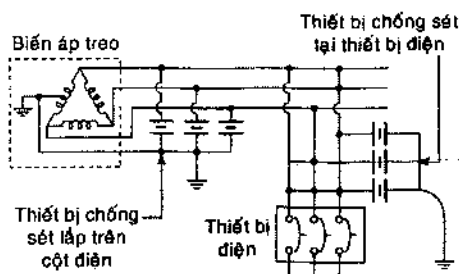 Thiết bị chống sét
tại thiết bị điện
Biến áp treo
Thiết bị chống
sét lắp trên
cột điện
Thiết bị
điện